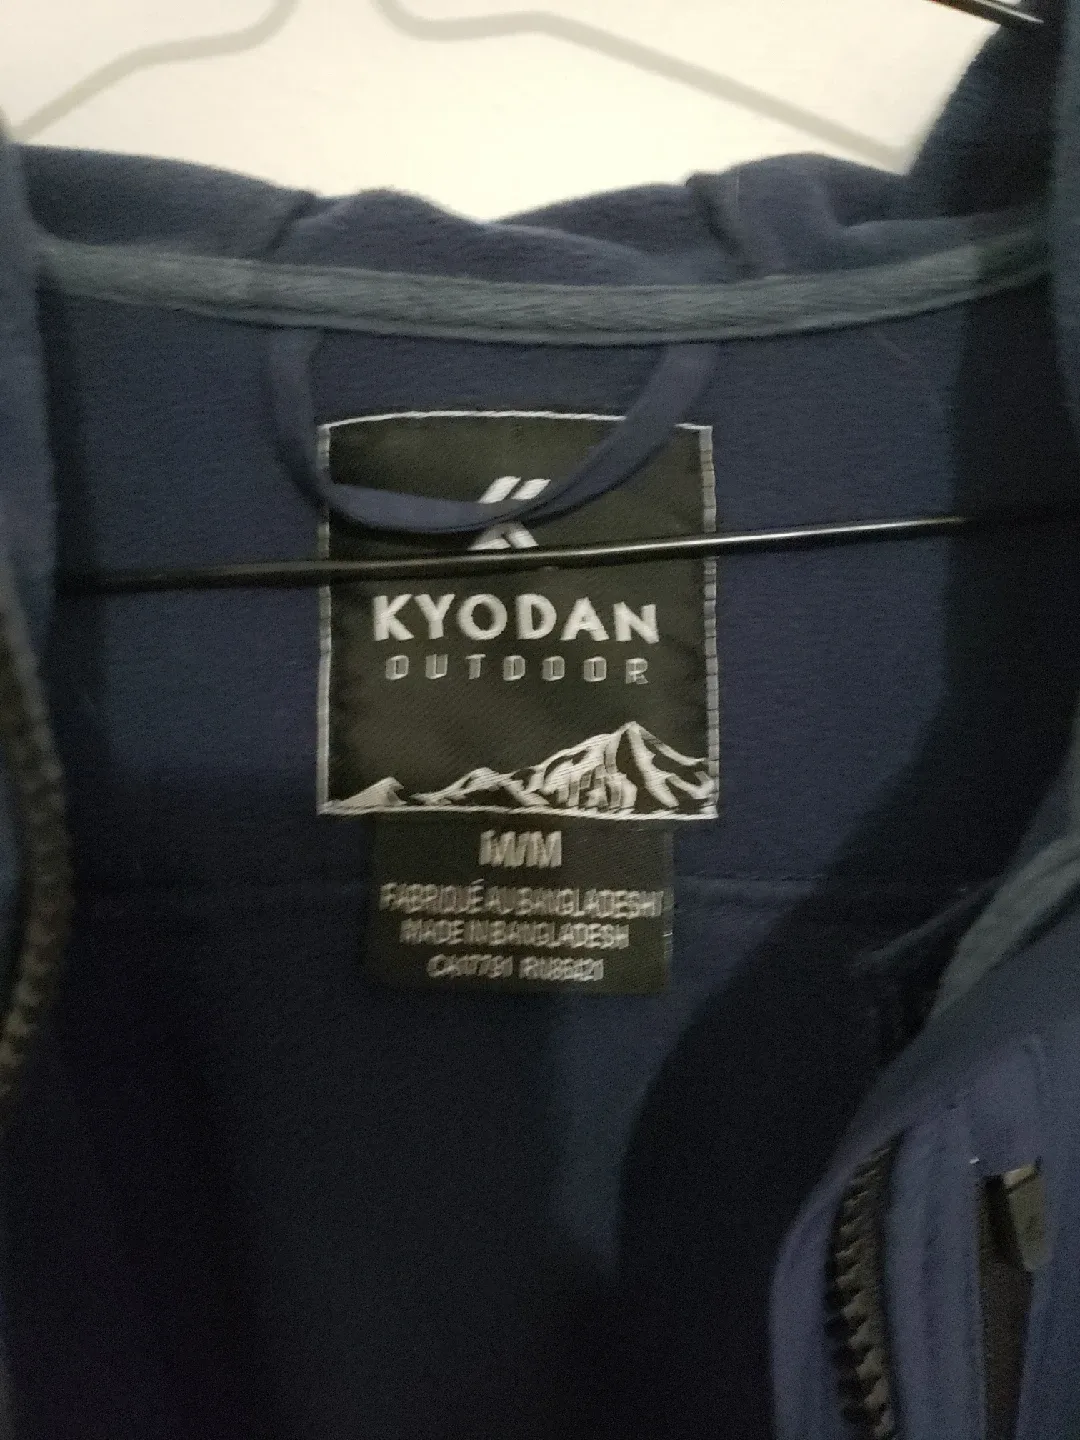 KYODAN
OUTDOOR
M/M
FABRIQUÉ AU BANGLADESH
MADE IN BANGLADESH